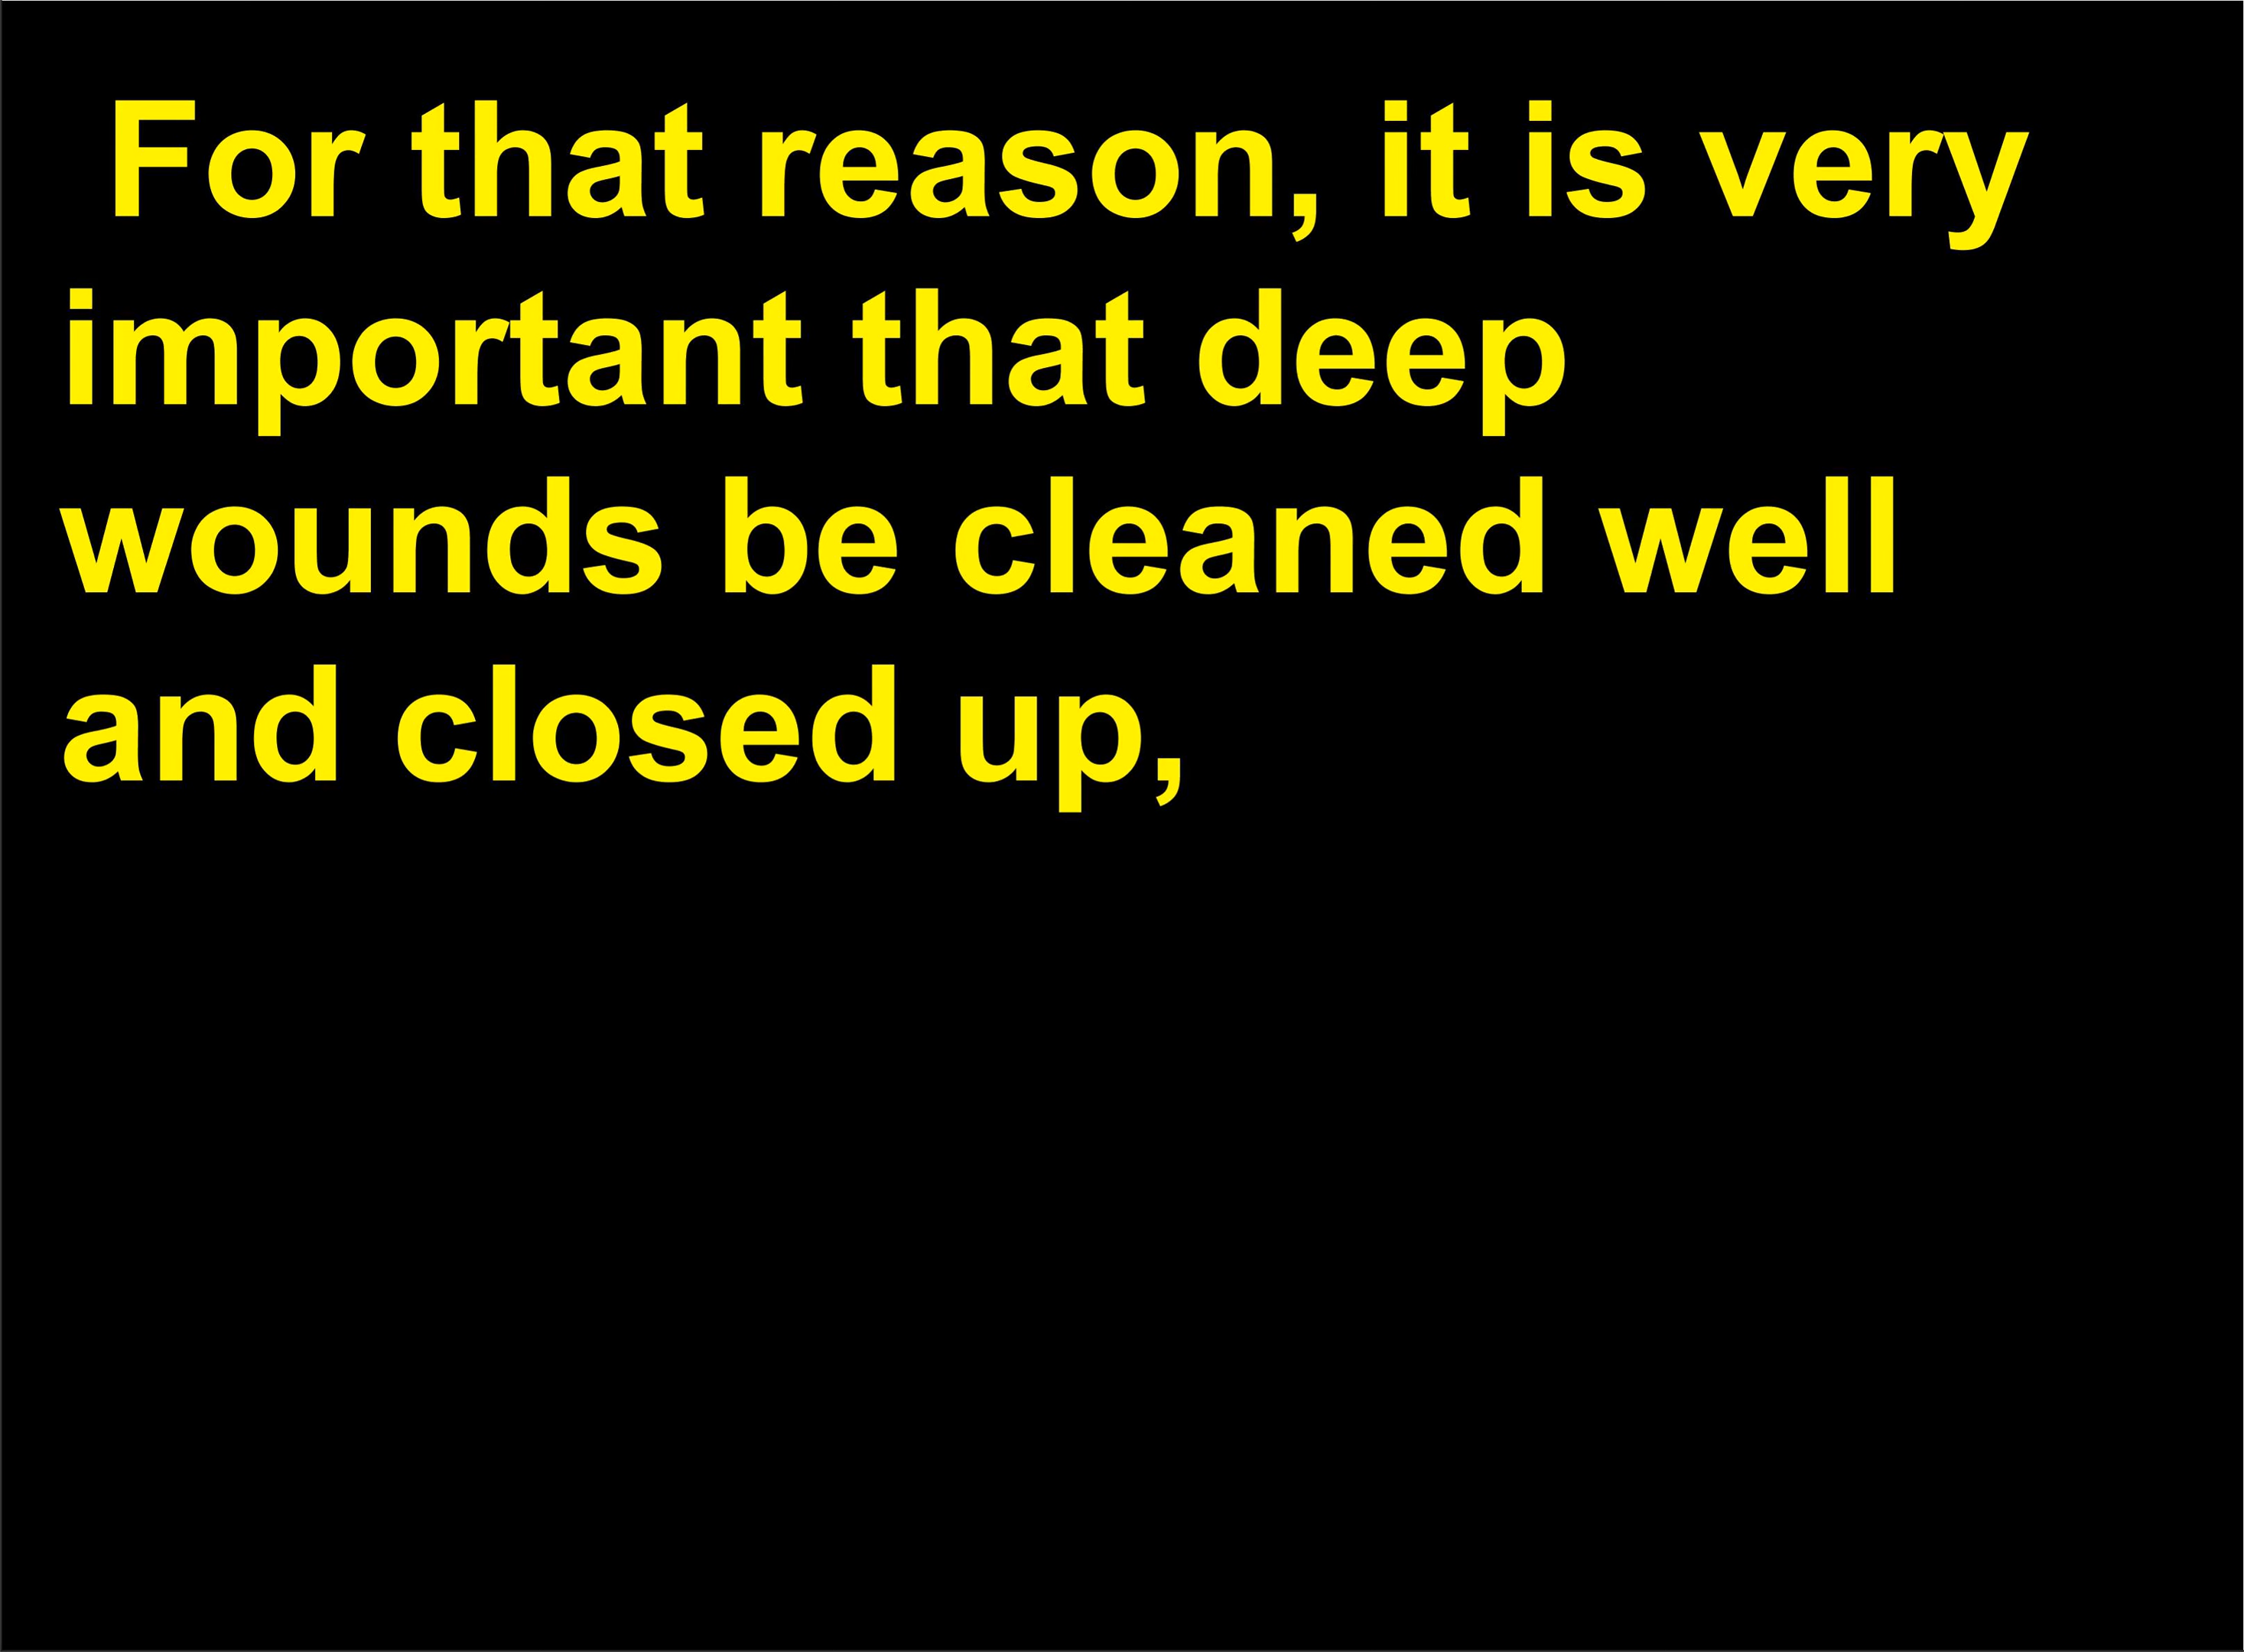 For that reason, it is very
important that deep
wounds be cleaned well
and closed up,